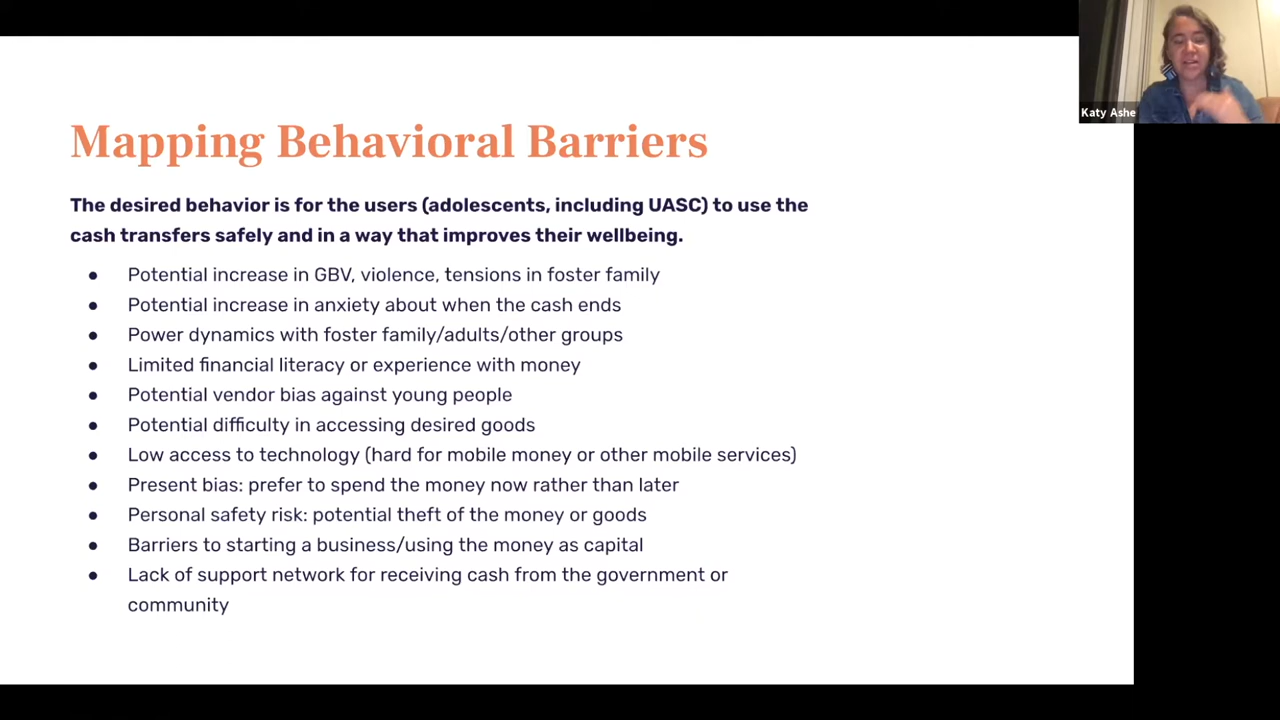 Mapping Behavioral Barriers
The desired behavior is for the users (adolescents, including UASC) to use the
cash transfers safely and in a way that improves their wellbeing.
● Potential increase in GBV, violence, tensions in foster family
● Potential increase in anxiety about when the cash ends
● Power dynamics with foster family/adults/other groups
● Limited financial literacy or experience with money
● Potential vendor bias against young people
● Potential difficulty in accessing desired goods
● Low access to technology (hard for mobile money or other mobile services)
● Present bias: prefer to spend the money now rather than later
● Personal safety risk: potential theft of the money or goods
● Barriers to starting a business/using the money as capital
● Lack of support network for receiving cash from the government or
community
Katy Ashe